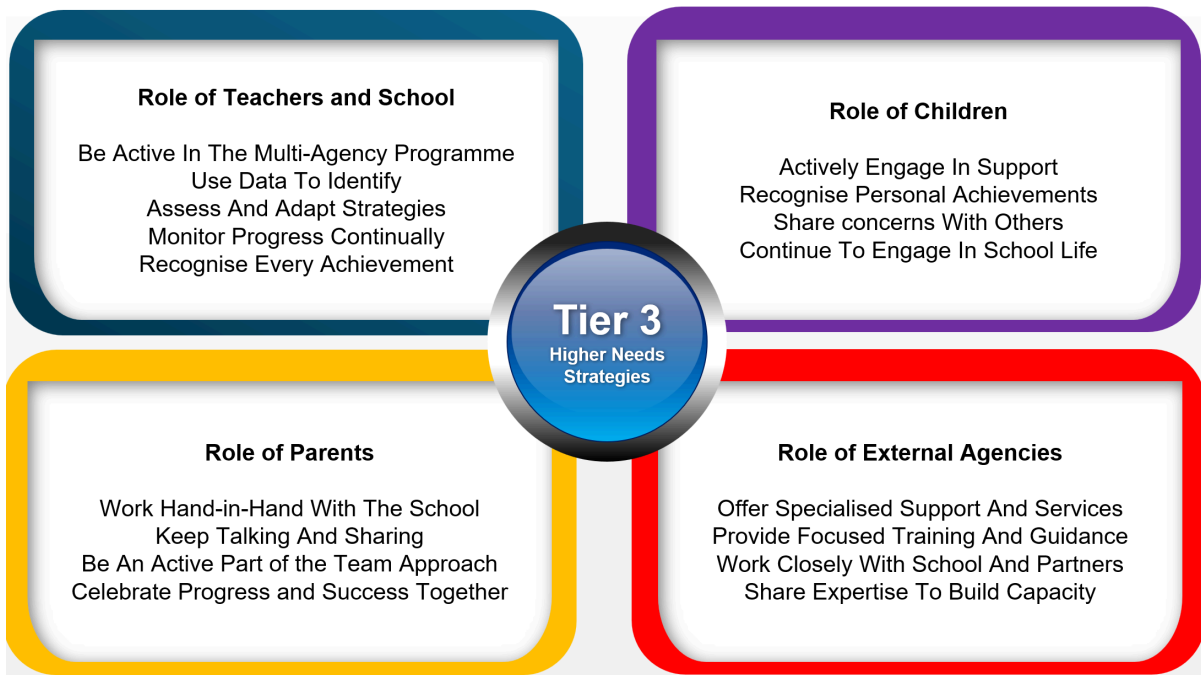 Role of Teachers and School
Be Active In The Multi-Agency Programme
Use Data To Identify
Assess And Adapt Strategies
Monitor Progress Continually
Recognise Every Achievement
Role of Children
Actively Engage In Support
Recognise Personal Achievements
Share concerns With Others
Continue To Engage In School Life
Tier 3
Higher Needs
Strategies
Role of Parents
Work Hand-in-Hand With The School
Keep Talking And Sharing
Be An Active Part of the Team Approach
Celebrate Progress and Success Together
Role of External Agencies
Offer Specialised Support And Services
Provide Focused Training And Guidance
Work Closely With School And Partners
Share Expertise To Build Capacity